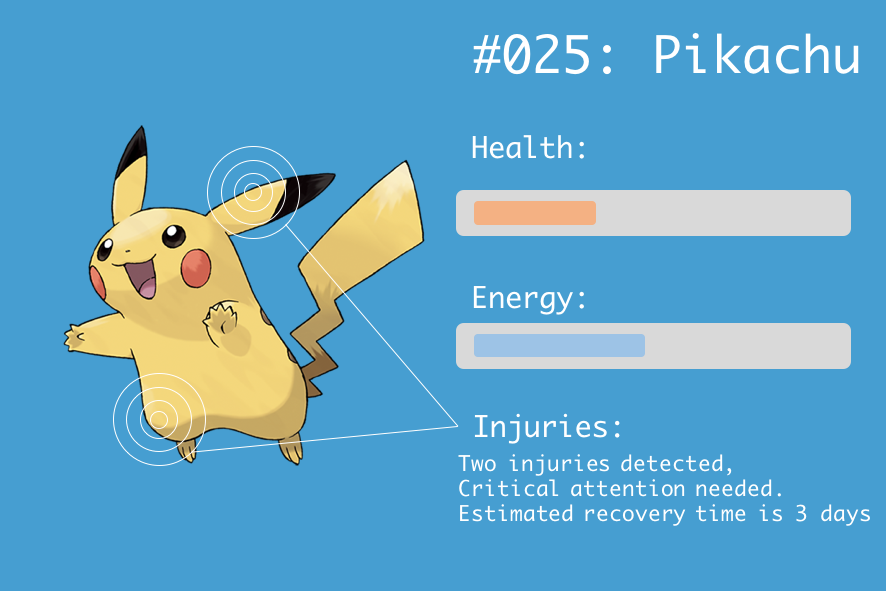 #025: Pikachu
Health:
Energy:
Injuries:
Two injuries detected,
Critical attention needed.
Estimated recovery time is 3 days